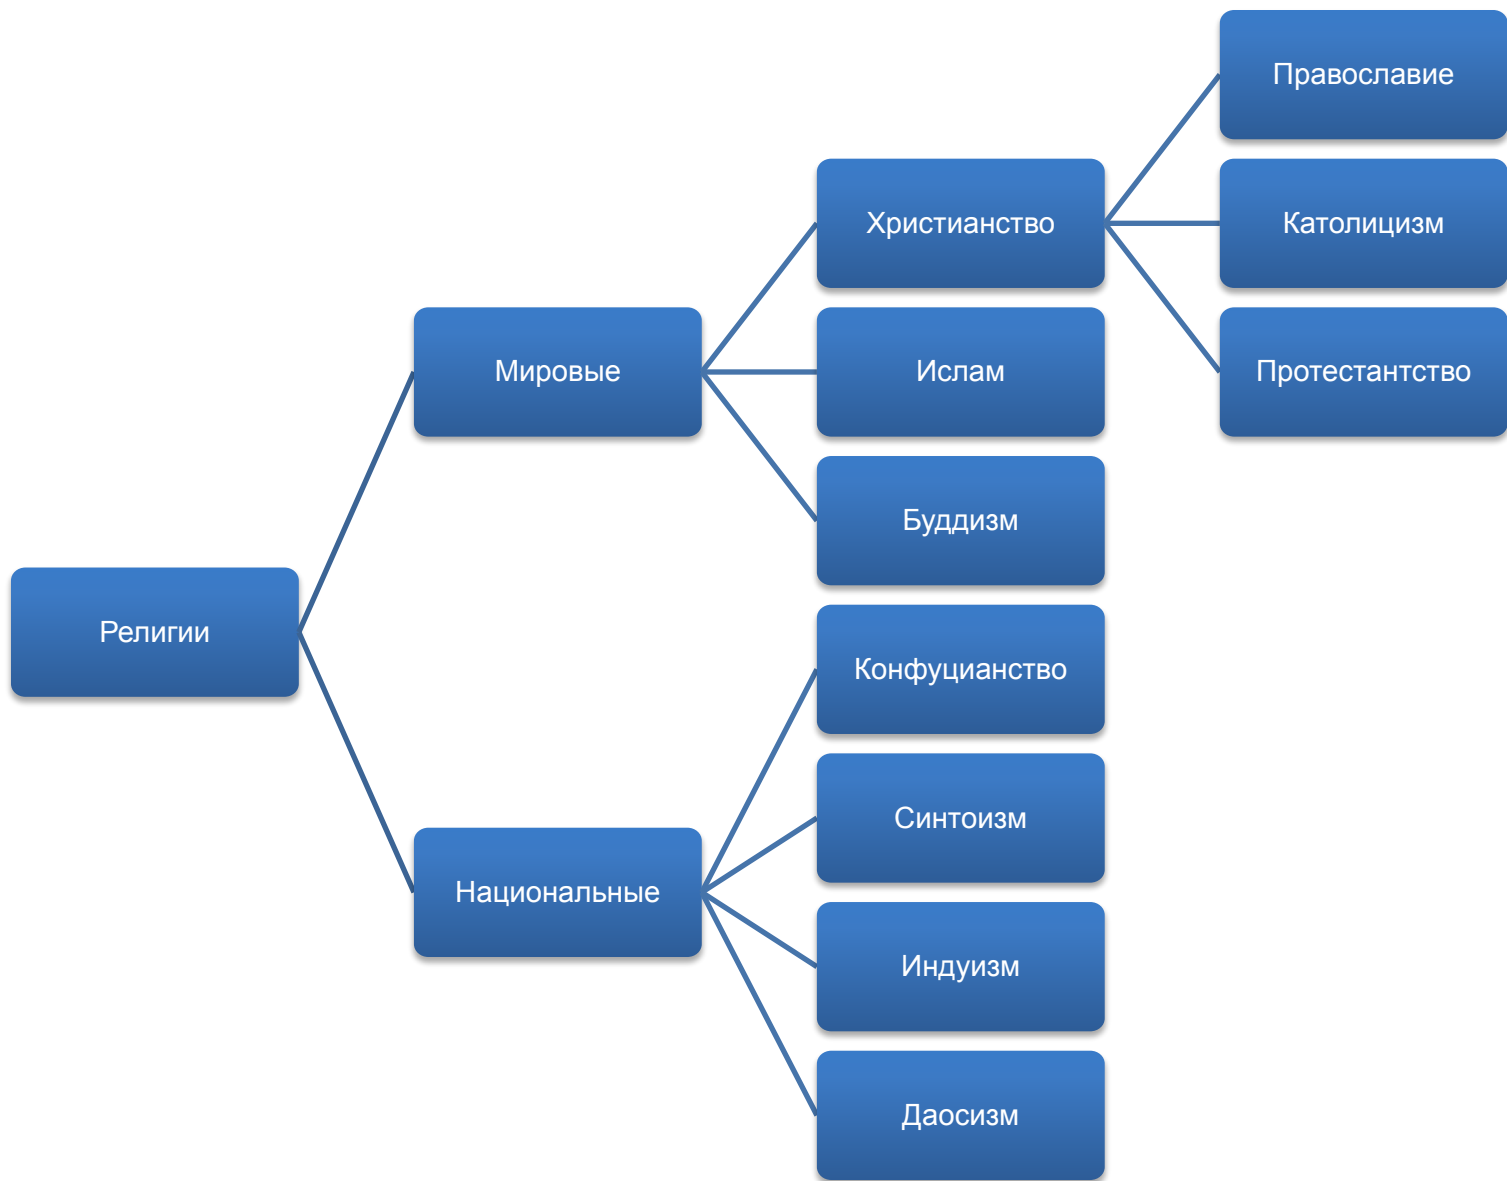 Религии
Мировые
Христианство
Православие
Католицизм
Протестантство
Ислам
Буддизм
Национальные
Конфуцианство
Синтоизм
Индуизм
Даосизм